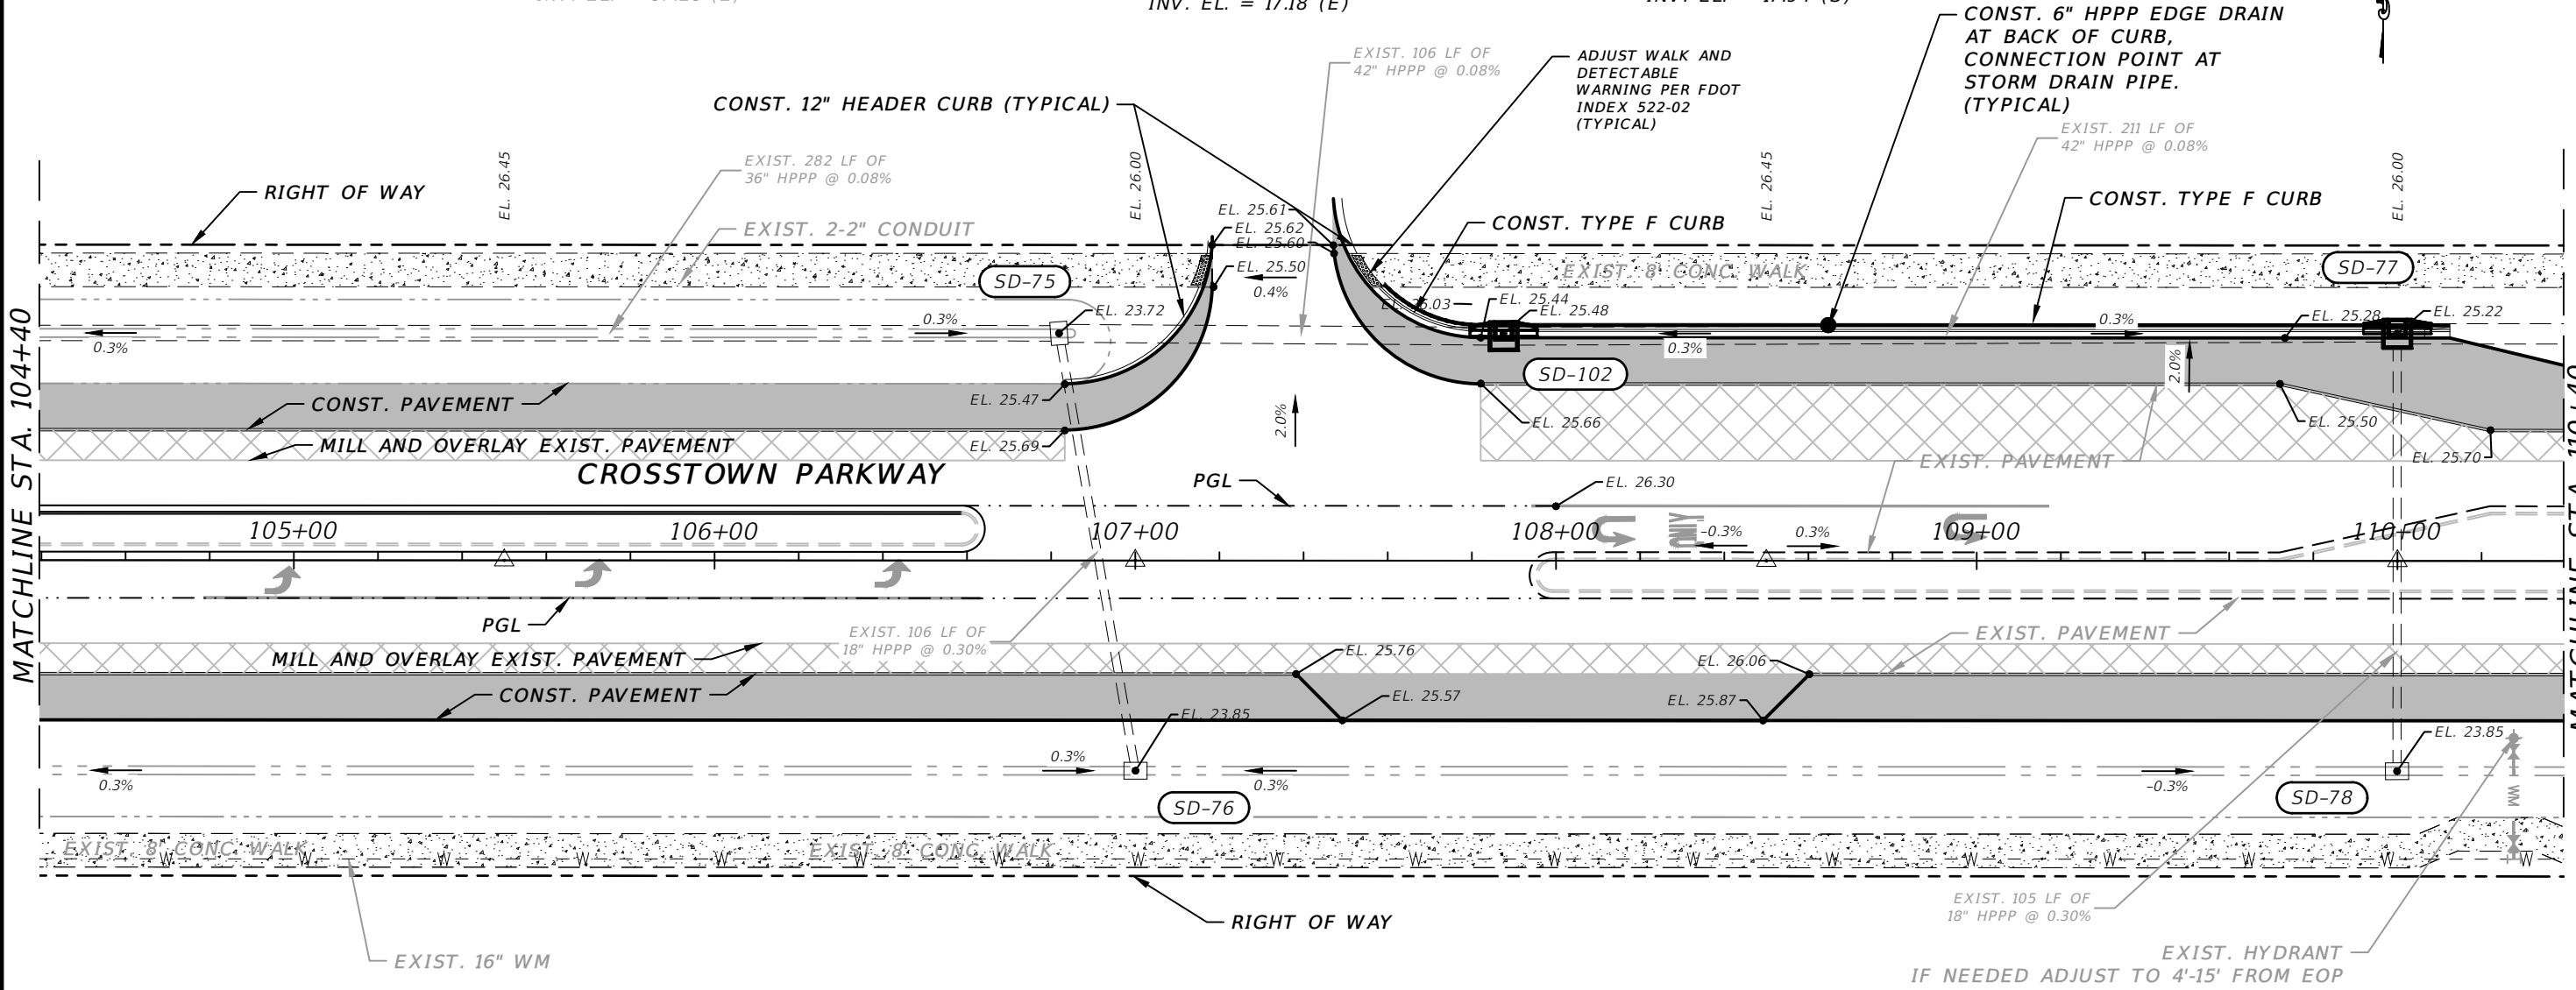 INV. EL. = 17.18 (E)
CONST. 6" HPPP EDGE DRAIN
AT BACK OF CURB,
CONNECTION POINT AT
STORM DRAIN PIPE.
(TYPICAL)
EXIST. 106 LF OF
42" HPPP @ 0.08%
ADJUST WALK AND
DETECTABLE
WARNING PER FDOT
INDEX 522-02
(TYPICAL)
CONST. 12" HEADER CURB (TYPICAL)
EXIST. 211 LF OF
42" HPPP @ 0.08%
EL. 26.45
EL. 26.00
EL. 26.45
EL. 26.00
EXIST. 282 LF OF
36" HPPP @ 0.08%
RIGHT OF WAY
EXIST. 2-2" CONDUIT
CONST. TYPE F CURB
CONST. TYPE F CURB
EL. 25.61
EL. 25.62
EL. 25.60
EL. 25.50
0.4%
SD-75
EXIST. 8' CONC. WALK
SD-77
EL. 23.72
EL. 25.03
EL. 25.44
EL. 25.48
EL. 25.28
EL. 25.22
0.3%
0.3%
0.3%
0.3%
2.0%
SD-102
MATCHLINE STA. 104+40
MATCHLINE STA. 110+40
CONST. PAVEMENT
EL. 25.47
2.0%
EL. 25.66
EL. 25.50
MILL AND OVERLAY EXIST. PAVEMENT
EL. 25.69
EXIST. PAVEMENT
EL. 25.70
CROSSTOWN PARKWAY
PGL
EL. 26.30
105+00
106+00
107+00
108+00
ONLY
-0.3%
0.3%
109+00
110+00
PGL
EXIST. 106 LF OF
18" HPPP @ 0.30%
EXIST. PAVEMENT
MILL AND OVERLAY EXIST. PAVEMENT
EL. 25.76
EL. 26.06
CONST. PAVEMENT
EL. 25.57
EL. 25.87
EL. 23.85
EL. 23.85
0.3%
0.3%
0.3%
-0.3%
SD-76
SD-78
WM
EXIST. 8' CONC. WALK
EXIST. 8' CONC. WALK
W W W W W W W W W W W W W W W W W W
RIGHT OF WAY
EXIST. 105 LF OF
18" HPPP @ 0.30%
EXIST. 16" WM
EXIST. HYDRANT
IF NEEDED ADJUST TO 4'-15' FROM EOP